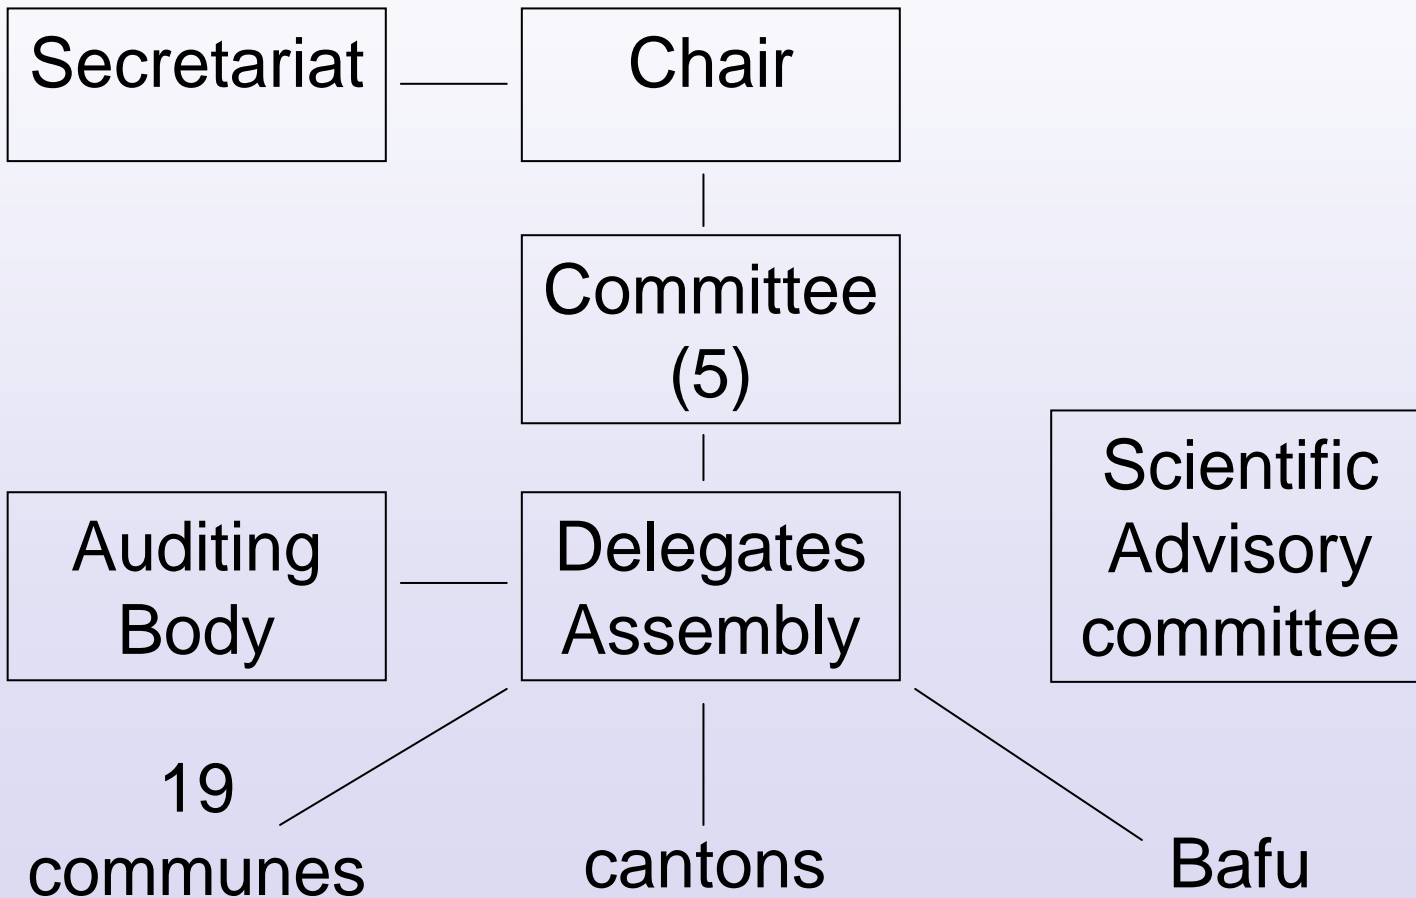 Secretariat
Chair
Committee
(5)
Scientific
Advisory
committee
Auditing
Body
Delegates
Assembly
19
communes
cantons
Bafu